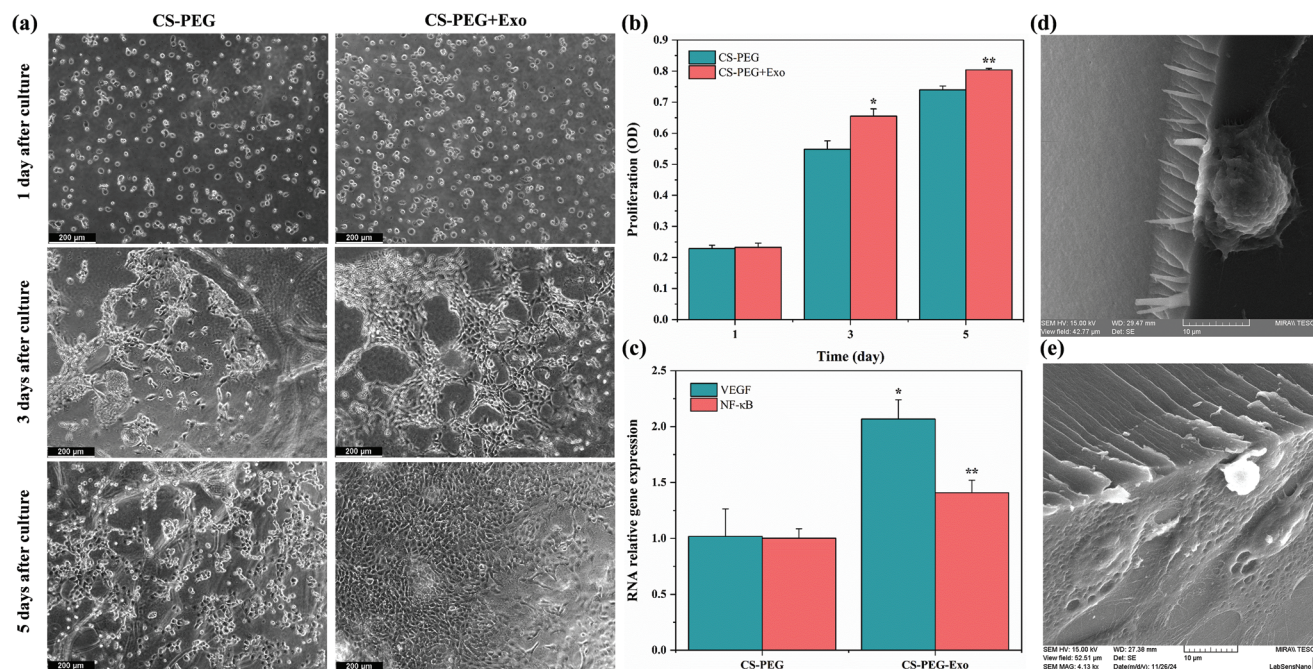 (a)
CS-PEG
CS-PEG+Exo
1 day after culture
200 µm
200 µm
3 days after culture
200 µm
200 µm
5 days after culture
200 µm
200 µm
(b)
0.9
0.8
0.7
0.6
0.5
0.4
0.3
0.2
0.1
0.0
Proliferation (OD)
CS-PEG
CS-PEG+Exo
*
**
1
3
5
Time (day)
(c)
2.5
2.0
1.5
1.0
0.5
0.0
RNA relative gene expression
VEGF
NF-κB
*
**
CS-PEG
CS-PEG-Exo
(d)
SEM HV: 15.00 kV
WD: 29.47 mm
MIRA\\ TESC
View field: 42.77 µm
Det: SE
10 µm
(e)
SEM HV: 15.00 kV
WD: 27.38 mm
MIRA\\ TESC
View field: 52.51 µm
Det: SE
10 µm
SEM MAG: 4.13 kx
Date(m/d/y): 11/26/24